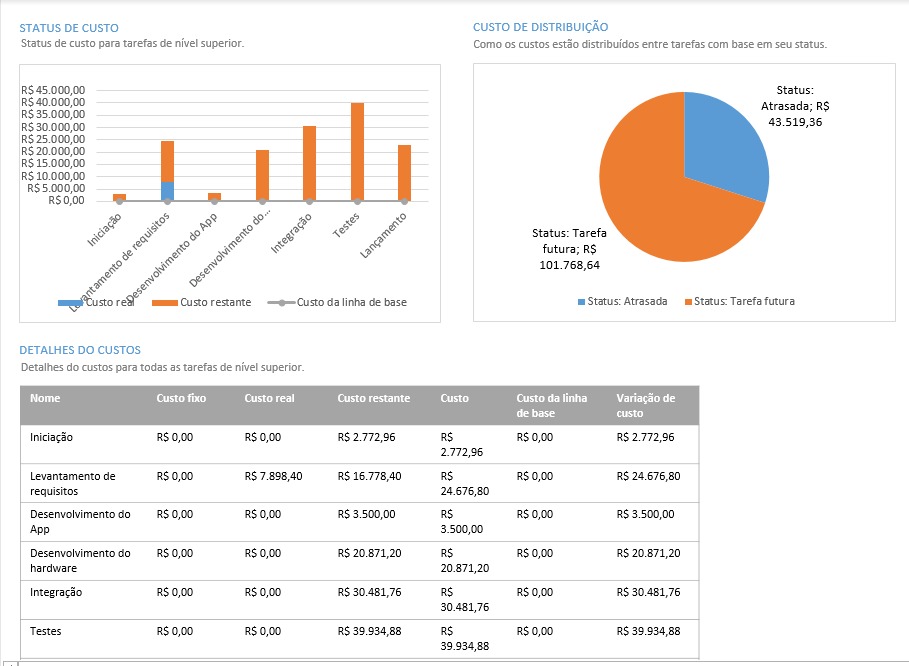 STATUS DE CUSTO
Status de custo para tarefas de nível superior.
R$ 45.000,00
R$ 40.000,00
R$ 35.000,00
R$ 30.000,00
R$ 25.000,00
R$ 20.000,00
R$ 15.000,00
R$ 10.000,00
R$ 5.000,00
R$ 0,00
Iniciação
Levantamento de requisitos
Desenvolvimento do App
Desenvolvimento do...
Integração
Testes
Lançamento
Custo real
Custo restante
Custo da linha de base
CUSTO DE DISTRIBUIÇÃO
Como os custos estão distribuídos entre tarefas com base em seu status.
Status:
Atrasada; R$
43.519,36
Status: Tarefa
futura; R$
101.768,64
Status: Atrasada
Status: Tarefa futura
DETALHES DO CUSTOS
Detalhes do custos para todas as tarefas de nível superior.
Nome Custo fixo Custo real Custo restante Custo Custo da linha de base Variação de custo
Iniciação R$ 0,00 R$ 0,00 R$ 2.772,96 R$ 2.772,96 R$ 0,00 R$ 2.772,96
Levantamento de requisitos R$ 0,00 R$ 7.898,40 R$ 16.778,40 R$ 24.676,80 R$ 0,00 R$ 24.676,80
Desenvolvimento do App R$ 0,00 R$ 0,00 R$ 3.500,00 R$ 3.500,00 R$ 0,00 R$ 3.500,00
Desenvolvimento do hardware R$ 0,00 R$ 0,00 R$ 20.871,20 R$ 20.871,20 R$ 0,00 R$ 20.871,20
Integração R$ 0,00 R$ 0,00 R$ 30.481,76 R$ 30.481,76 R$ 0,00 R$ 30.481,76
Testes R$ 0,00 R$ 0,00 R$ 39.934,88 R$ 39.934,88 R$ 0,00 R$ 39.934,88